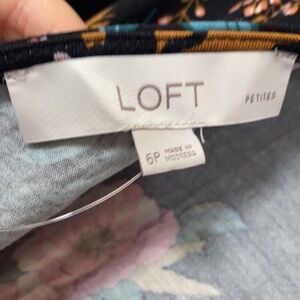 LOFT
PETITES
6P
MADE IN
INDONESIA